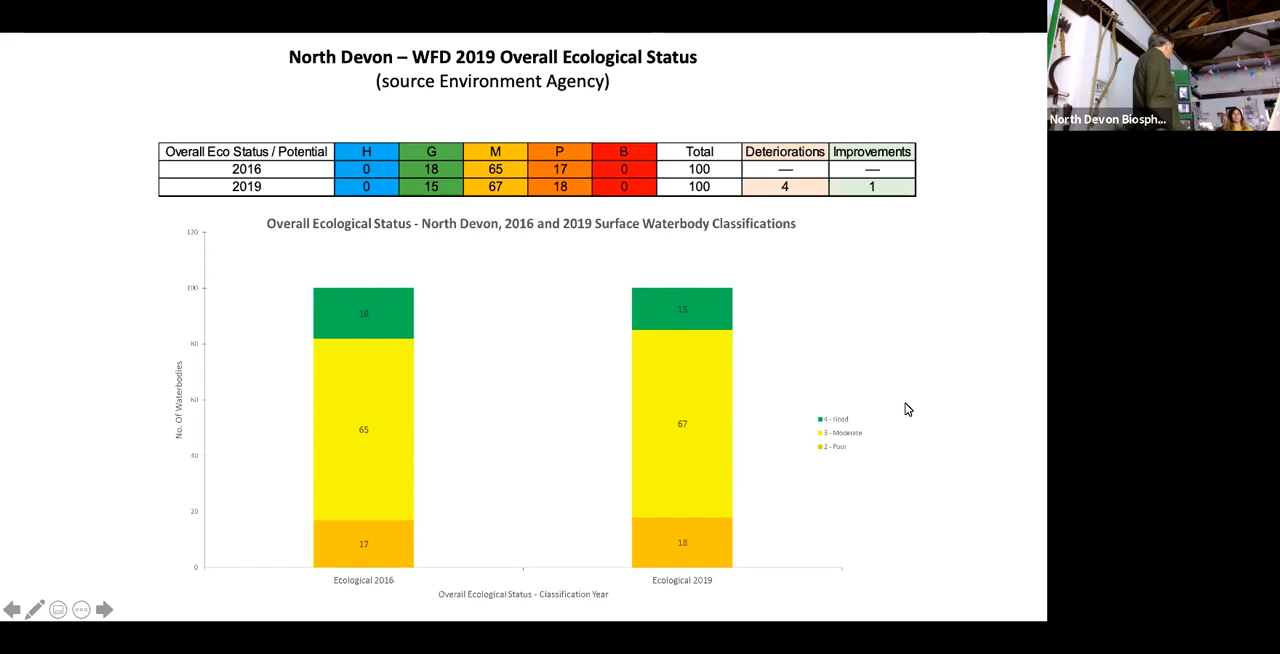 North Devon – WFD 2019 Overall Ecological Status
(source Environment Agency)
North Devon Biosph...
Overall Eco Status / Potential H G M P B Total Deteriorations Improvements
2016 0 18 65 17 0 100 — —
2019 0 15 67 18 0 100 4 1
Overall Ecological Status - North Devon, 2016 and 2019 Surface Waterbody Classifications
120
100
80
60
40
20
0
No. Of Waterbodies
18
65
17
15
67
18
4 - Good
3 - Moderate
2 - Poor
Ecological 2016
Ecological 2019
Overall Ecological Status - Classification Year